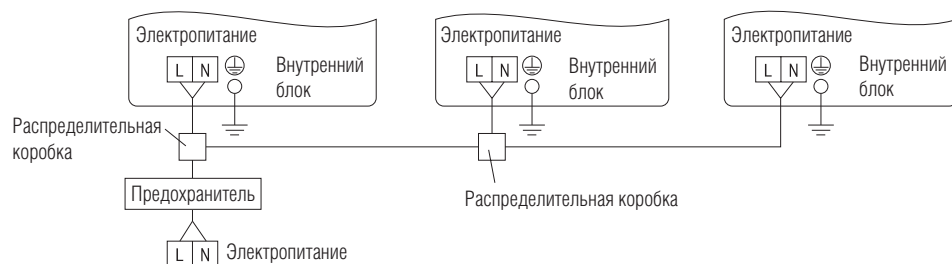 Электропитание
L N
Внутренний
блок
Электропитание
L N
Внутренний
блок
Электропитание
L N
Внутренний
блок
Распределительная
коробка
Распределительная коробка
Предохранитель
L N Электропитание